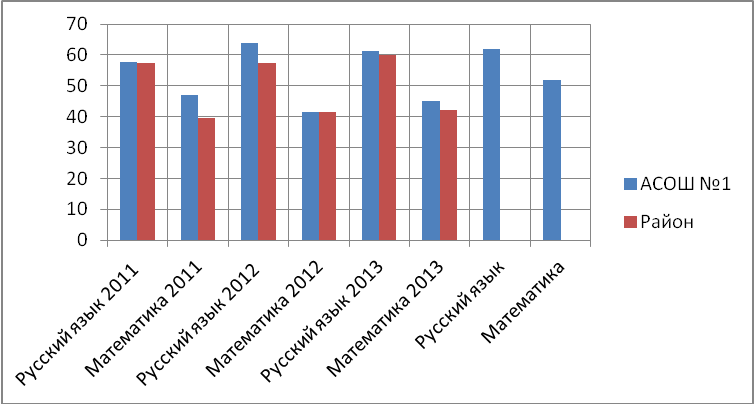 70
60
50
40
30
20
10
0
Русский язык 2011
Математика 2011
Русский язык 2012
Математика 2012
Русский язык 2013
Математика 2013
Русский язык
Математика
АСОШ №1
Район